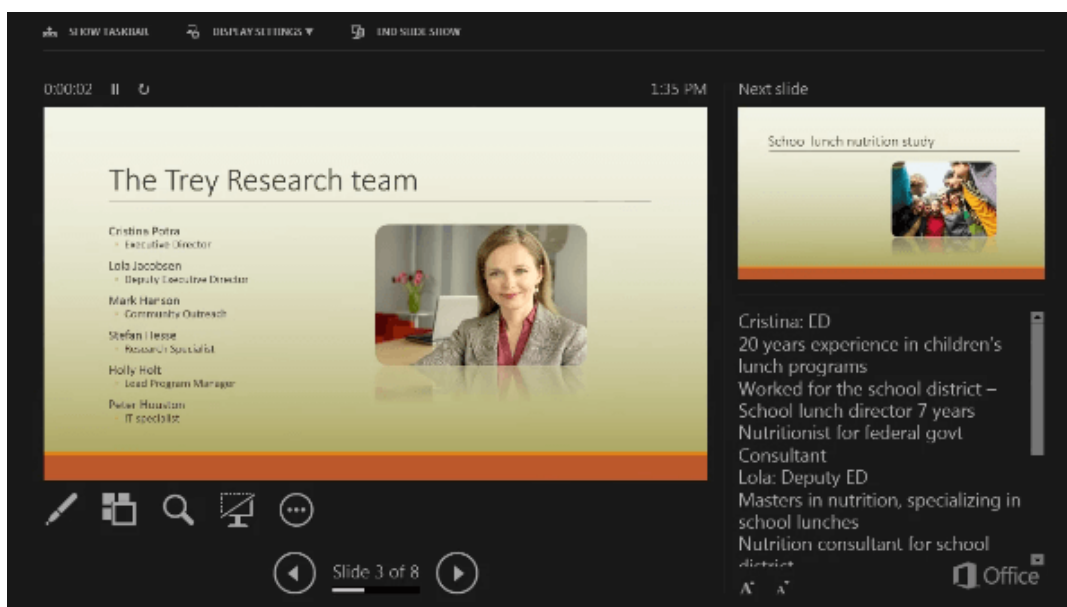 SHOW TASKBAR
DISPLAY SETTINGS ▼
END SLIDE SHOW
0:00:02
1:35 PM
Next slide
The Trey Research team
Cristina Potra
Executive Director
Lola Jacobsen
Deputy Executive Director
Mark Hanson
Community Outreach
Stefan Hesse
Research Specialist
Holly Holt
Lead Program Manager
Peter Houston
IT specialist
School lunch nutrition study
Cristina: ED
20 years experience in children's
lunch programs
Worked for the school district –
School lunch director 7 years
Nutritionist for federal govt
Consultant
Lola: Deputy ED
Masters in nutrition, specializing in
school lunches
Nutrition consultant for school
district
Slide 3 of 8
A A
Office